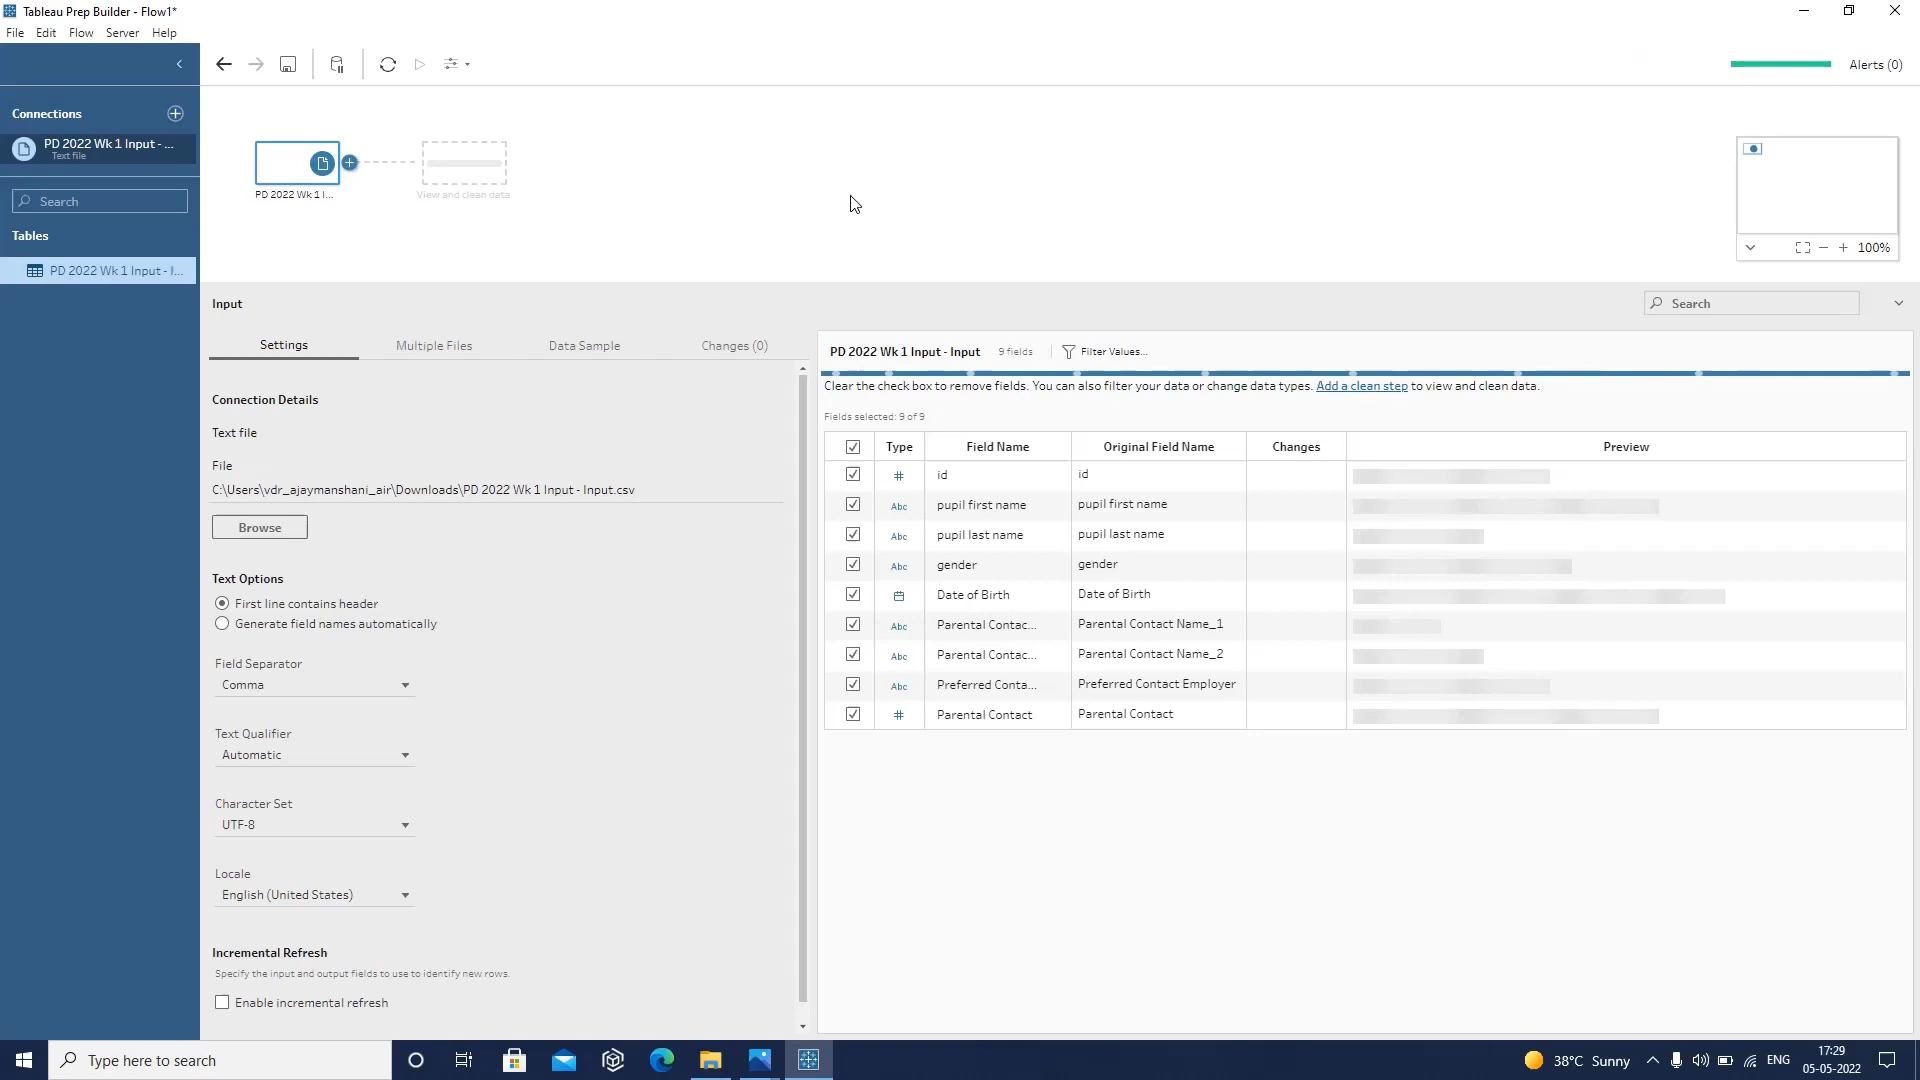 Tableau Prep Builder - Flow1*
File Edit Flow Server Help
Alerts (0)
Connections
PD 2022 Wk 1 Input - ...
Text file
Search
Tables
PD 2022 Wk 1 Input - I...
PD 2022 Wk 1 I...
View and clean data
100%
Input
Search
Settings Multiple Files Data Sample Changes (0)
Connection Details
Text file
File
C:\Users\vdr_ajaymanshani_air\Downloads\PD 2022 Wk 1 Input - Input.csv
Browse
Text Options
First line contains header
Generate field names automatically
Field Separator
Comma
Text Qualifier
Automatic
Character Set
UTF-8
Locale
English (United States)
Incremental Refresh
Specify the input and output fields to use to identify new rows.
Enable incremental refresh
PD 2022 Wk 1 Input - Input 9 fields Filter Values...
Clear the check box to remove fields. You can also filter your data or change data types. Add a clean step to view and clean data.
Fields selected: 9 of 9
Type Field Name Original Field Name Changes Preview
# id id
Abc pupil first name pupil first name
Abc pupil last name pupil last name
Abc gender gender
Date of Birth Date of Birth
Abc Parental Contac... Parental Contact Name_1
Abc Parental Contac... Parental Contact Name_2
Abc Preferred Conta... Preferred Contact Employer
# Parental Contact Parental Contact
Type here to search
38°C Sunny
ENG
17:29
05-05-2022